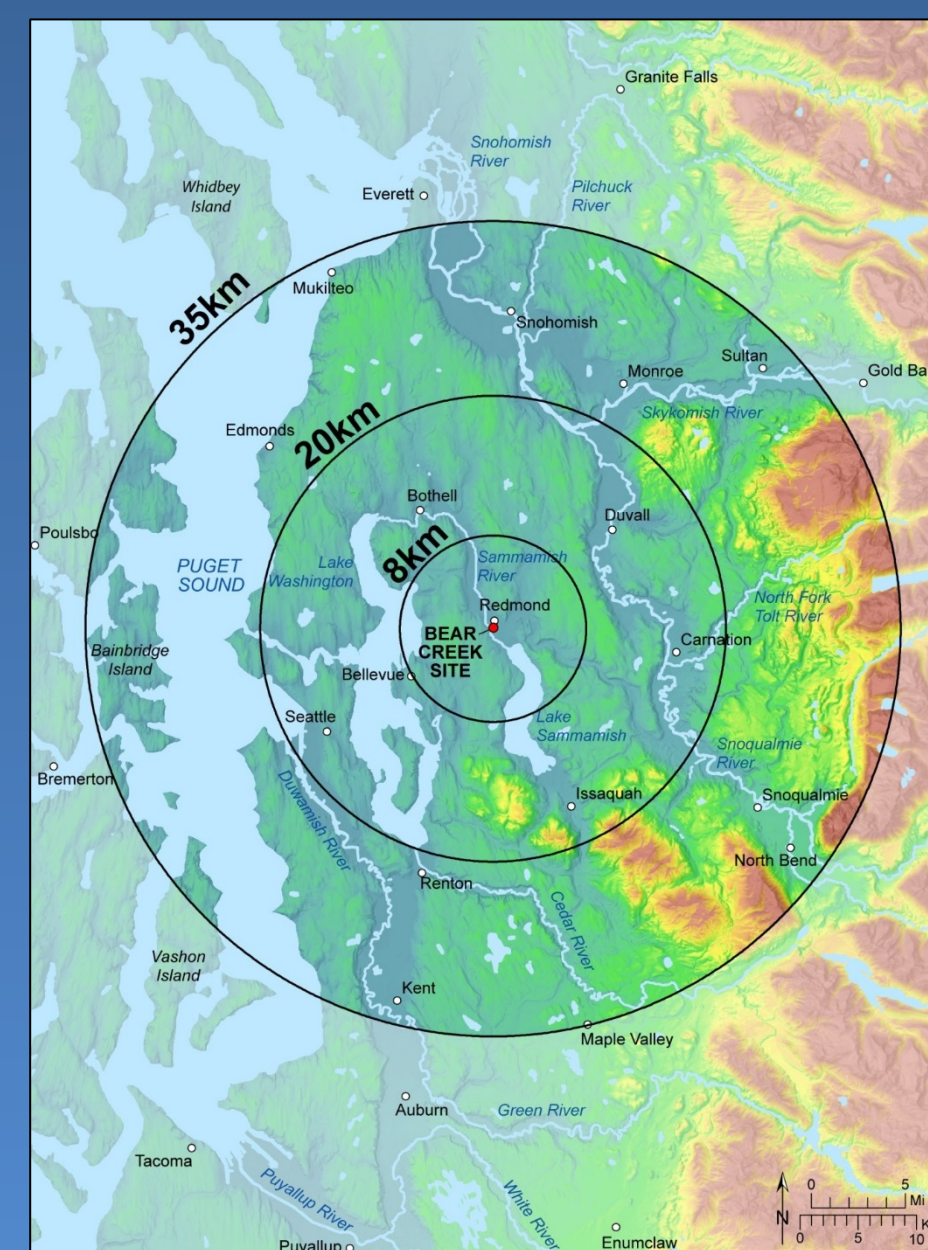 Granite Falls
Snohomish
River
Whidbey
Island
Everett
Pilchuck
River
35km
Mukilteo
Snohomish
Sultan
Monroe
Gold Ba
Skykomish River
20km
Edmonds
Bothell
Duvall
8km
Poulsbo
PUGET
SOUND
Lake
Washington
Sammamish
River
Redmond
BEAR
CREEK
SITE
North Fork
Tolt River
Carnation
Bainbridge
Island
Bellevue
Seattle
Lake
Sammamish
Snoqualmie
River
Bremerton
Duwamish River
Issaquah
Snoqualmie
North Bend
Renton
Cedar River
Vashon
Island
Kent
Maple Valley
Auburn
Green River
Tacoma
Puyallup River
White River
N
0 5
Mi
K
0 5 10
Puyallup
Enumclaw